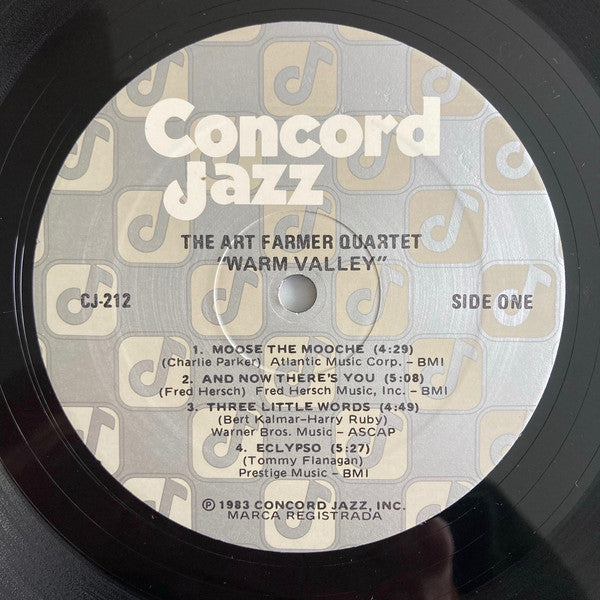 Concord
Jazz
THE ART FARMER QUARTET
"WARM VALLEY"
CJ-212
SIDE ONE
1. MOOSE THE MOOCHE (4:29)
(Charlie Parker) Atlantic Music Corp. – BMI
2. AND NOW THERE'S YOU (5:08)
(Fred Hersch) Fred Hersch Music, Inc. – BMI
3. THREE LITTLE WORDS (4:49)
(Bert Kalmar–Harry Ruby)
Warner Bros. Music – ASCAP
4. ECLYPSO (5:27)
(Tommy Flanagan)
Prestige Music – BMI
℗ 1983 CONCORD JAZZ, INC.
MARCA REGISTRADA